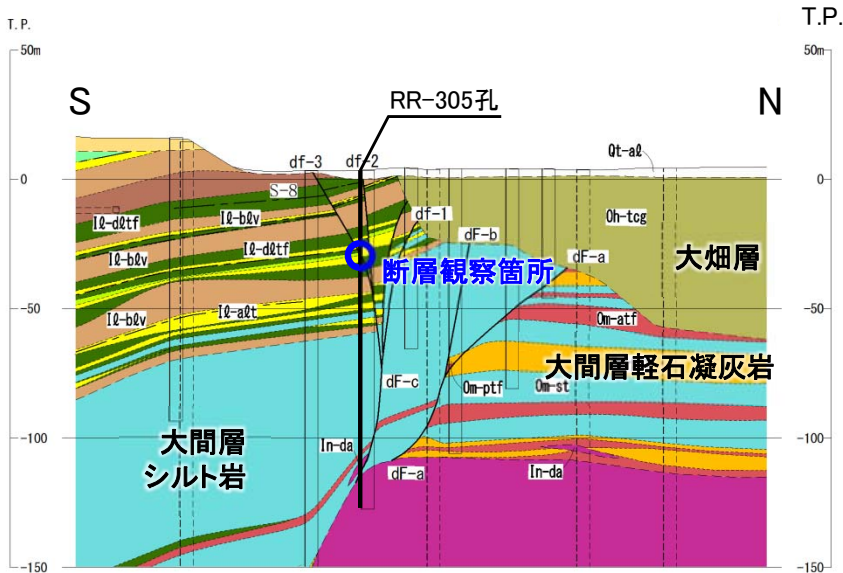 T.P.
T.P.
50m
50m
S
RR-305孔
N
Qt-aℓ
df-3
df-2
0
0
S-8
Iℓ-dℓtf
Iℓ-bℓv
df-1
Oh-tcg
Iℓ-dℓtf
dF-b
大畑層
Iℓ-bℓv
断層観察箇所
dF-a
-50
-50
Iℓ-bℓv
Iℓ-aℓt
Om-atf
大間層軽石凝灰岩
dF-c
Om-ptf
Om-st
-100
-100
大間層
シルト岩
In-da
dF-a
In-da
-150
-150